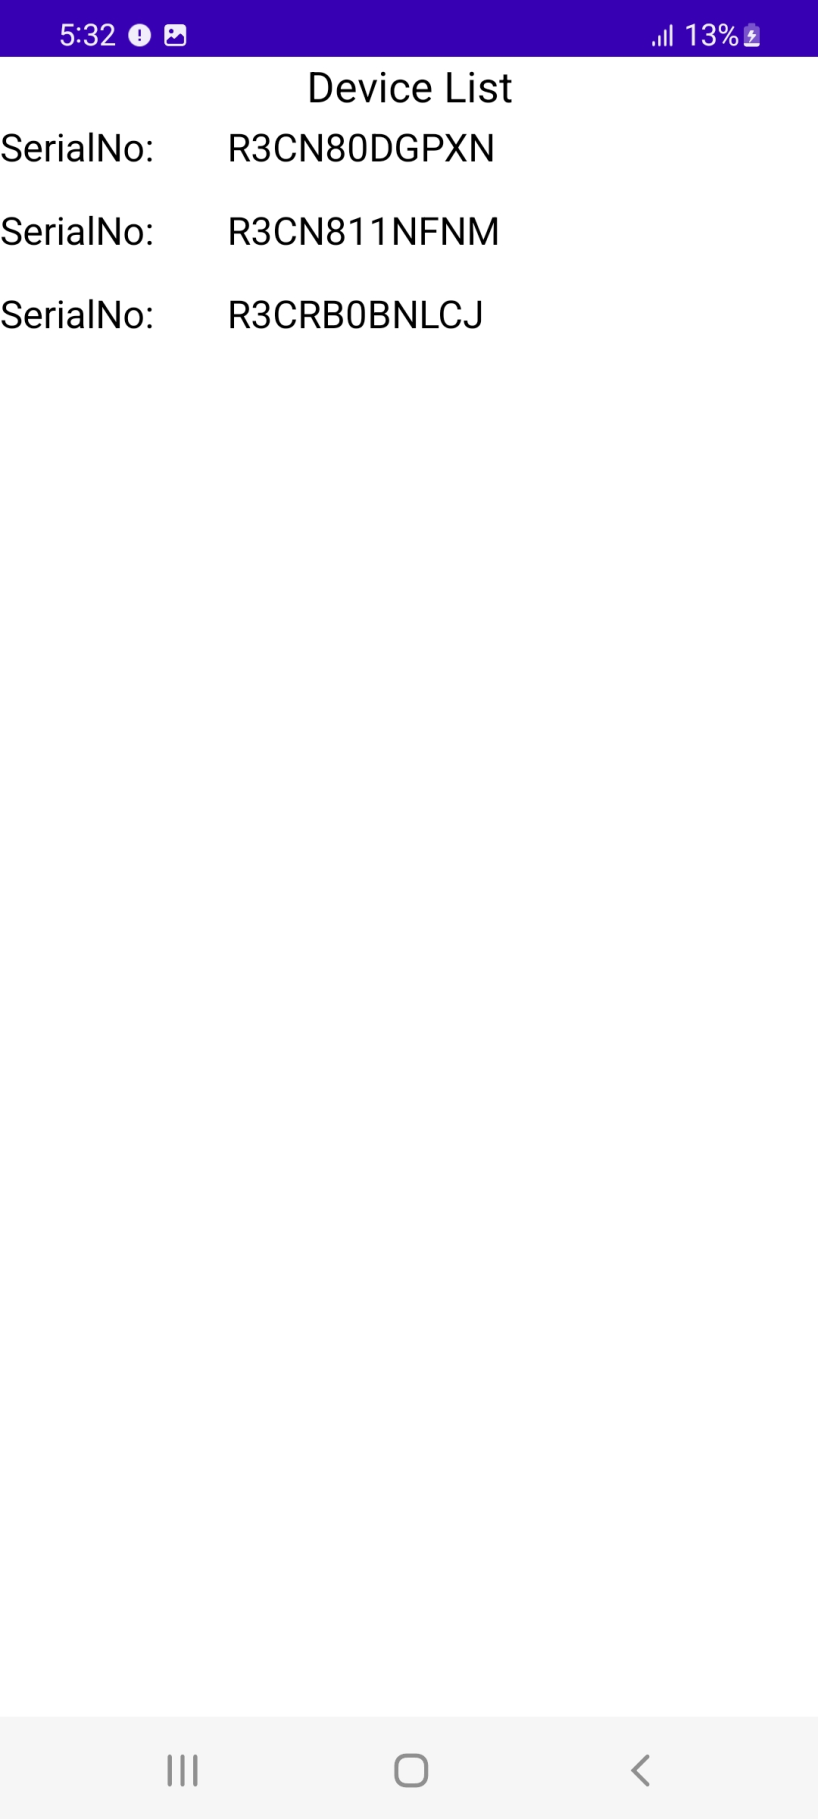 5:32 13%
Device List
SerialNo: R3CN80DGPXN
SerialNo: R3CN811NFNM
SerialNo: R3CRB0BNLCJ